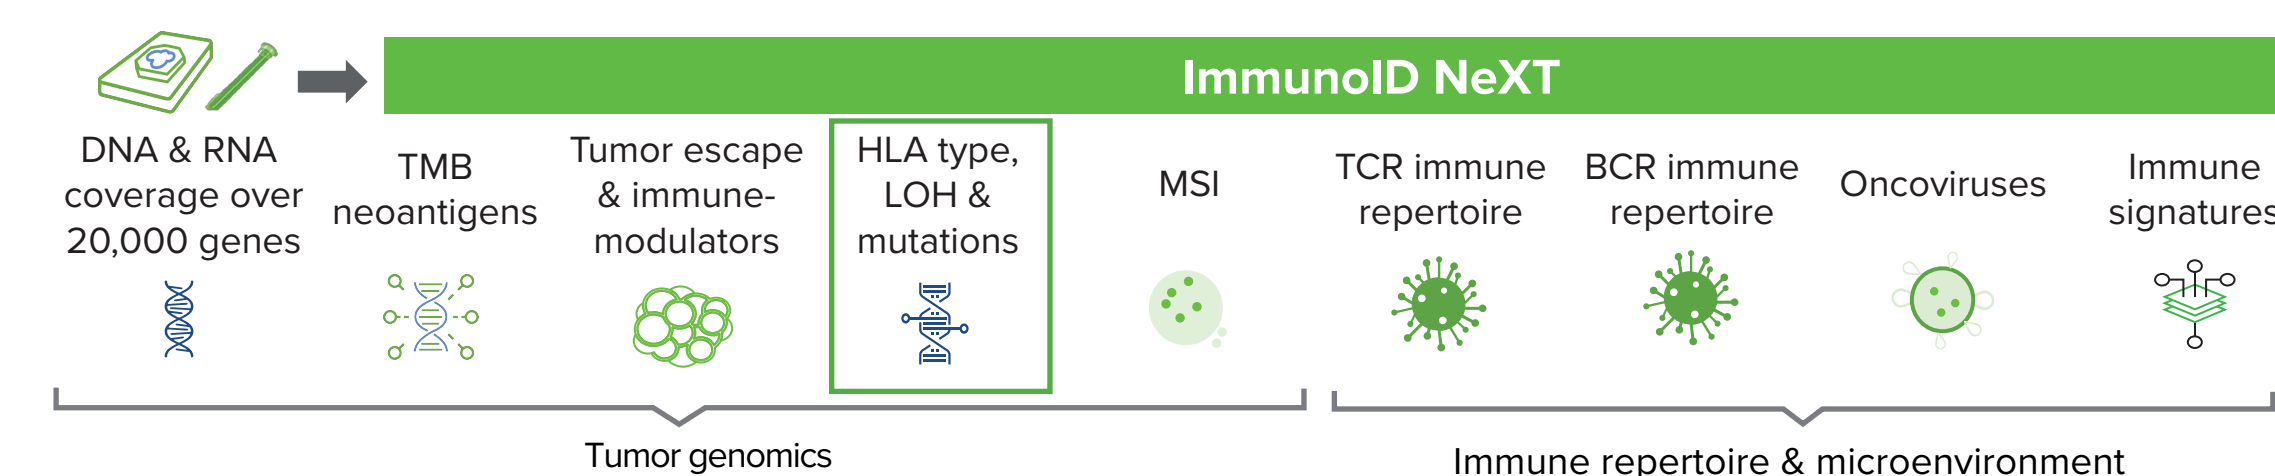 ImmunoID NeXT
DNA & RNA
coverage over
20,000 genes
TMB
neoantigens
Tumor escape
& immune-
modulators
HLA type,
LOH &
mutations
MSI
TCR immune
repertoire
BCR immune
repertoire
Oncoviruses
Immune
signatures
Tumor genomics
Immune repertoire & microenvironment